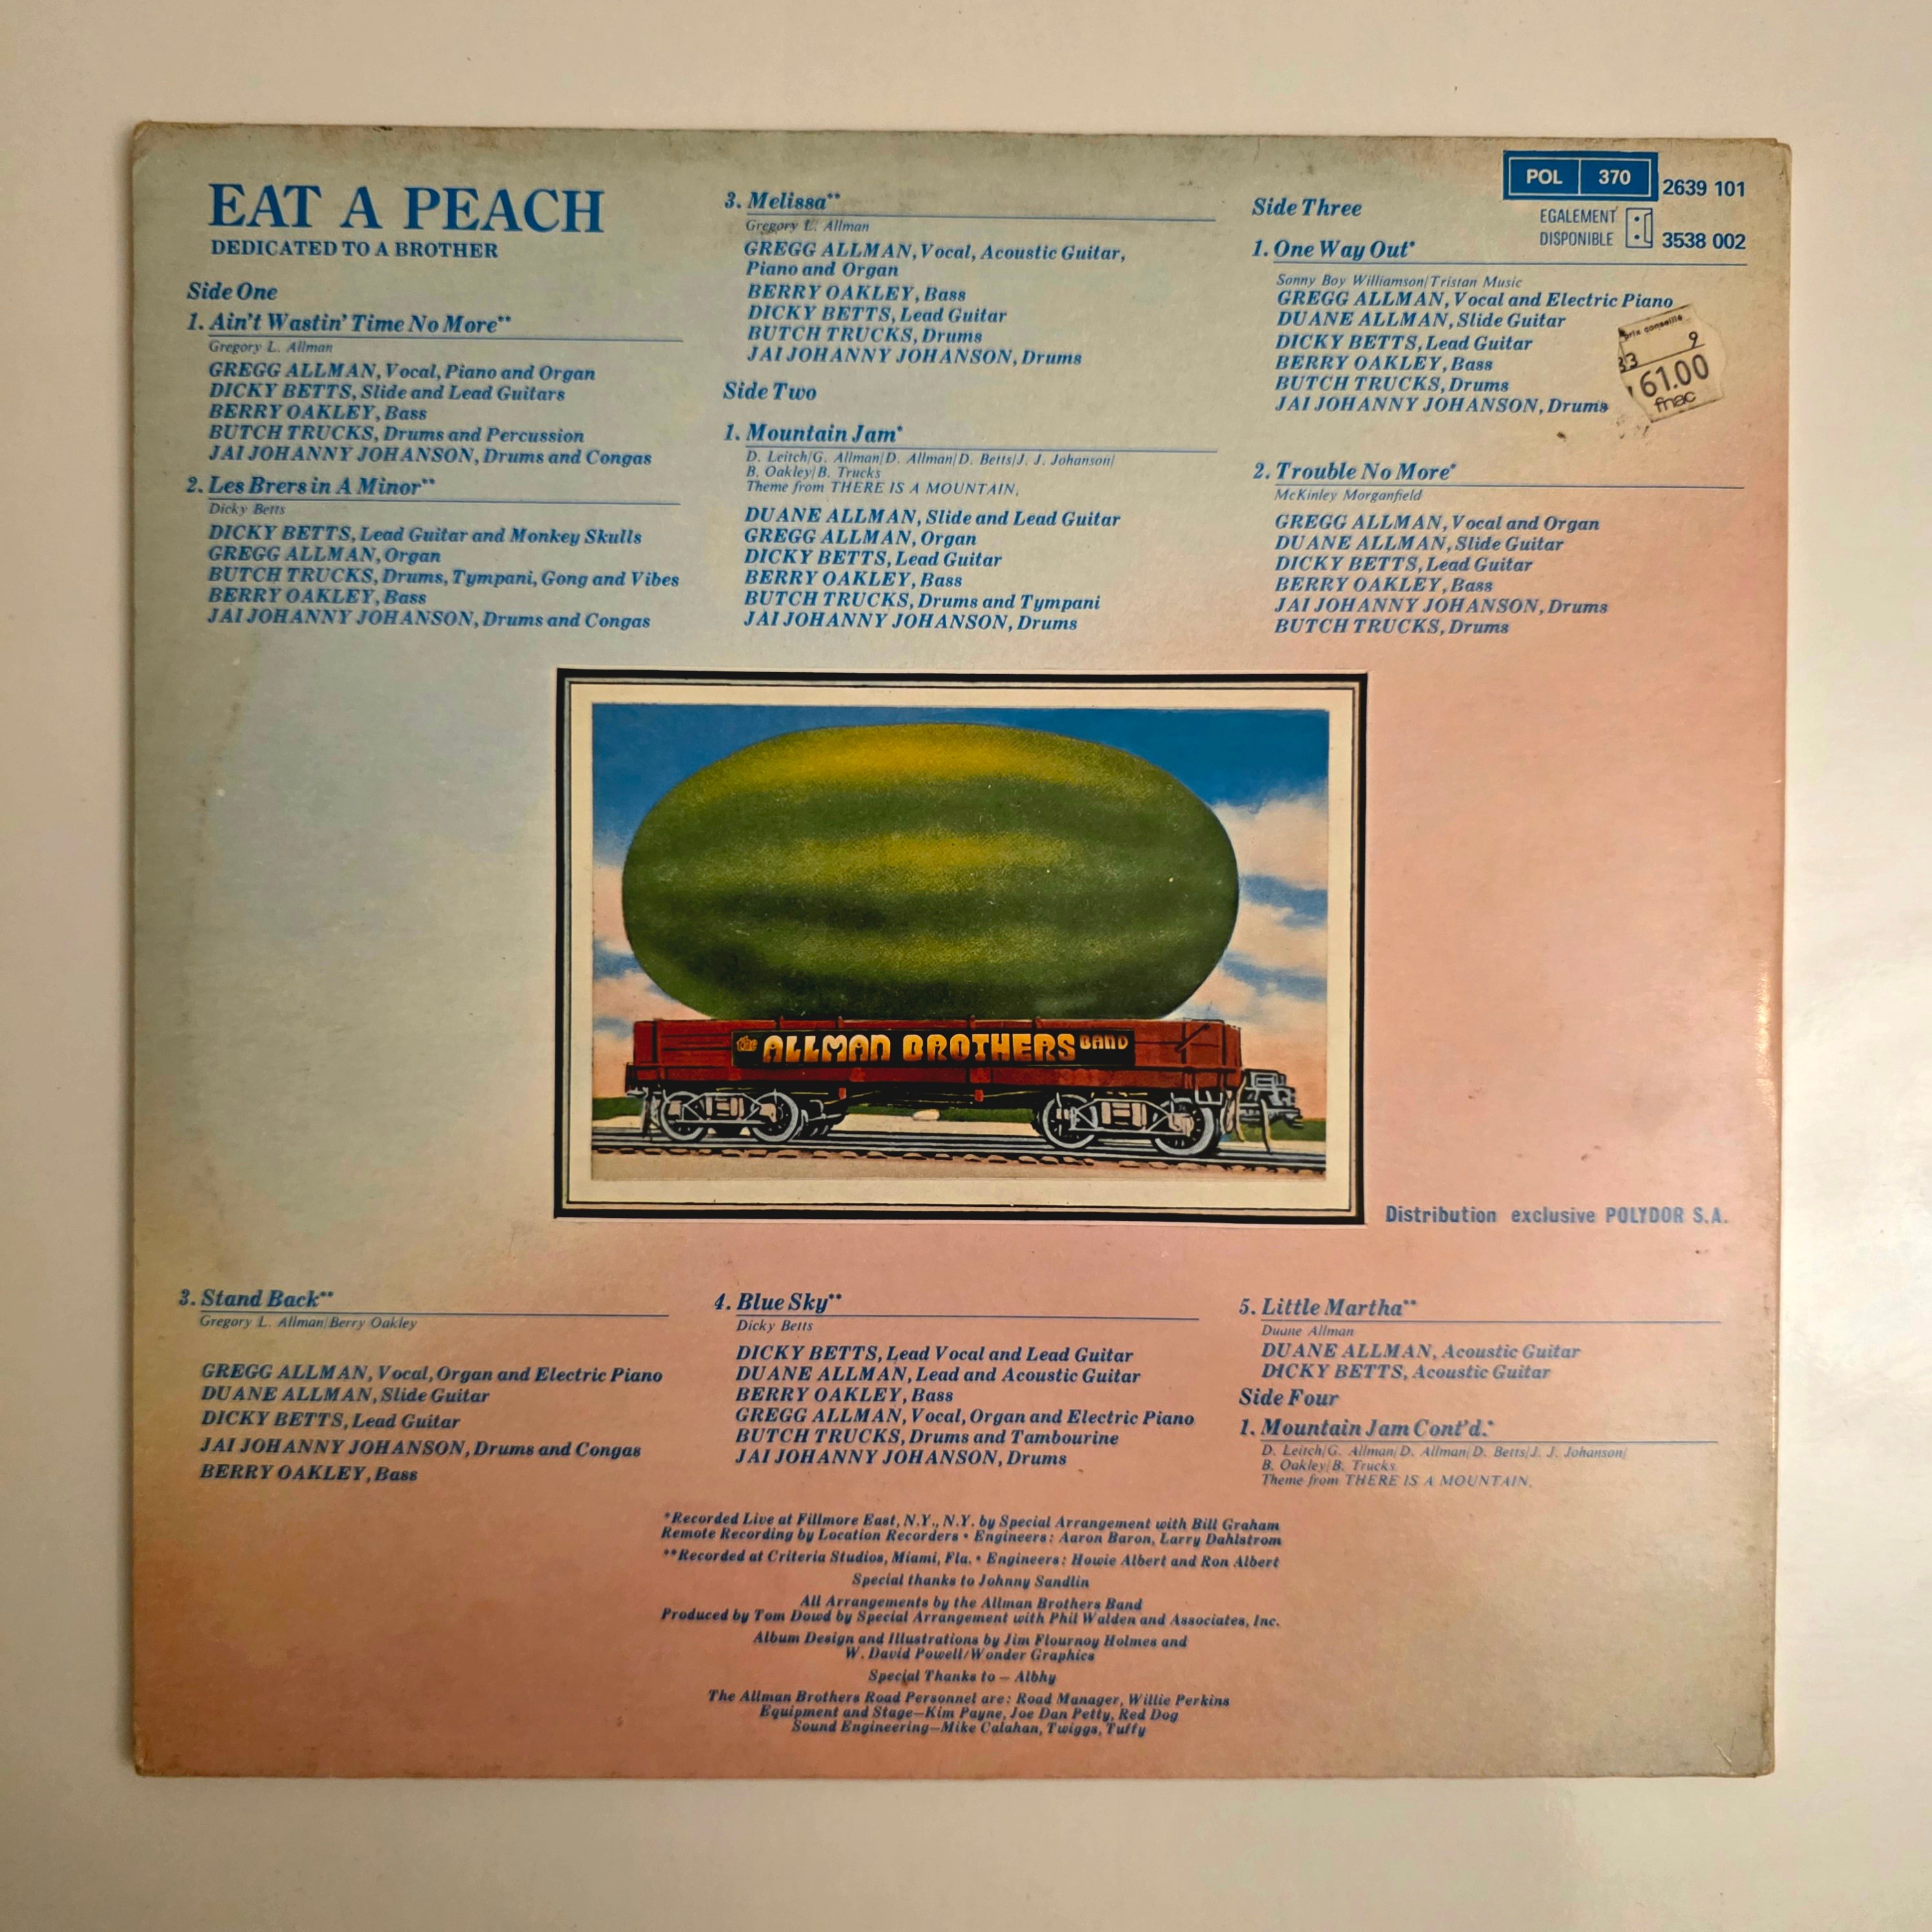 EAT A PEACH
DEDICATED TO A BROTHER
Side One
1. Ain't Wastin' Time No More**
Gregory L. Allman
GREGG ALLMAN, Vocal, Piano and Organ
DICKY BETTS, Slide and Lead Guitars
BERRY OAKLEY, Bass
BUTCH TRUCKS, Drums and Percussion
JAI JOHANNY JOHANSON, Drums and Congas
2. Les Brers in A Minor**
Dicky Betts
DICKY BETTS, Lead Guitar and Monkey Skulls
GREGG ALLMAN, Organ
BUTCH TRUCKS, Drums, Tympani, Gong and Vibes
BERRY OAKLEY, Bass
JAI JOHANNY JOHANSON, Drums and Congas
3. Melissa**
Gregory L. Allman
GREGG ALLMAN, Vocal, Acoustic Guitar,
Piano and Organ
BERRY OAKLEY, Bass
DICKY BETTS, Lead Guitar
BUTCH TRUCKS, Drums
JAI JOHANNY JOHANSON, Drums
Side Two
1. Mountain Jam*
D. Leitch/G. Allman/D. Allman/D. Betts/J. J. Johanson/
B. Oakley/B. Trucks
Theme from THERE IS A MOUNTAIN,
DUANE ALLMAN, Slide and Lead Guitar
GREGG ALLMAN, Organ
DICKY BETTS, Lead Guitar
BERRY OAKLEY, Bass
BUTCH TRUCKS, Drums and Tympani
JAI JOHANNY JOHANSON, Drums
POL 370 2639 101
EGALEMENT
DISPONIBLE 3538 002
Side Three
1. One Way Out*
Sonny Boy Williamson/Tristan Music
GREGG ALLMAN, Vocal and Electric Piano
DUANE ALLMAN, Slide Guitar
DICKY BETTS, Lead Guitar
BERRY OAKLEY, Bass
BUTCH TRUCKS, Drums
JAI JOHANNY JOHANSON, Drums
prix conseillé
33 9
61.00
fnac
2. Trouble No More*
McKinley Morganfield
GREGG ALLMAN, Vocal and Organ
DUANE ALLMAN, Slide Guitar
DICKY BETTS, Lead Guitar
BERRY OAKLEY, Bass
JAI JOHANNY JOHANSON, Drums
BUTCH TRUCKS, Drums
the ALLMAN BROTHERS BAND
Distribution exclusive POLYDOR S.A.
3. Stand Back**
Gregory L. Allman/Berry Oakley
GREGG ALLMAN, Vocal, Organ and Electric Piano
DUANE ALLMAN, Slide Guitar
DICKY BETTS, Lead Guitar
JAI JOHANNY JOHANSON, Drums and Congas
BERRY OAKLEY, Bass
4. Blue Sky**
Dicky Betts
DICKY BETTS, Lead Vocal and Lead Guitar
DUANE ALLMAN, Lead and Acoustic Guitar
BERRY OAKLEY, Bass
GREGG ALLMAN, Vocal, Organ and Electric Piano
BUTCH TRUCKS, Drums and Tambourine
JAI JOHANNY JOHANSON, Drums
5. Little Martha**
Duane Allman
DUANE ALLMAN, Acoustic Guitar
DICKY BETTS, Acoustic Guitar
Side Four
1. Mountain Jam Cont'd.*
D. Leitch/G. Allman/D. Allman/D. Betts/J. J. Johanson/
B. Oakley/B. Trucks
Theme from THERE IS A MOUNTAIN,
*Recorded Live at Fillmore East, N.Y., N.Y. by Special Arrangement with Bill Graham
Remote Recording by Location Recorders • Engineers: Aaron Baron, Larry Dahlstrom
**Recorded at Criteria Studios, Miami, Fla. • Engineers: Howie Albert and Ron Albert
Special thanks to Johnny Sandlin
All Arrangements by the Allman Brothers Band
Produced by Tom Dowd by Special Arrangement with Phil Walden and Associates, Inc.
Album Design and Illustrations by Jim Flournoy Holmes and
W. David Powell/Wonder Graphics
Special Thanks to – Albhy
The Allman Brothers Road Personnel are: Road Manager, Willie Perkins
Equipment and Stage—Kim Payne, Joe Dan Petty, Red Dog
Sound Engineering—Mike Calahan, Twiggs, Tuffy